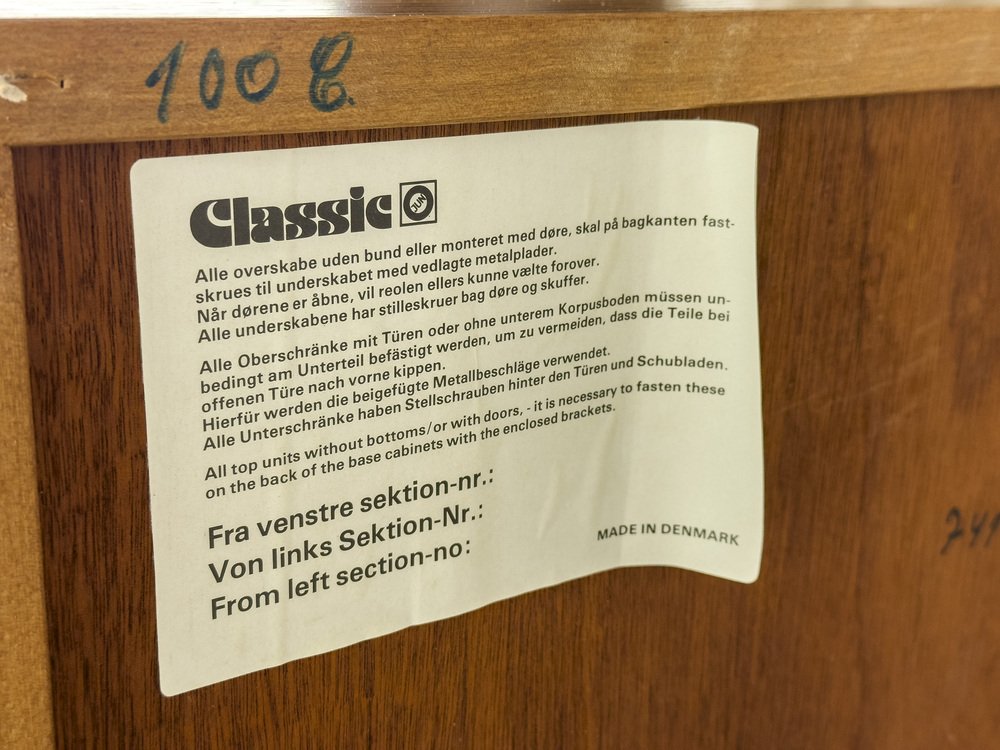 100 C.
Classic JUN
Alle overskabe uden bund eller monteret med døre, skal på bagkanten fast-
skrues til underskabet med vedlagte metalplader.
Når dørene er åbne, vil reolen ellers kunne vælte forover.
Alle underskabene har stilleskruer bag døre og skuffer.
Alle Oberschränke mit Türen oder ohne unterem Korpusboden müssen un-
bedingt am Unterteil befästigt werden, um zu vermeiden, dass die Teile bei
offenen Türe nach vorne kippen.
Hierfür werden die beigefügte Metallbeschläge verwendet.
Alle Unterschränke haben Stellschrauben hinter den Türen und Schubladen.
All top units without bottoms/or with doors, - it is necessary to fasten these
on the back of the base cabinets with the enclosed brackets.
Fra venstre sektion-nr.:
Von links Sektion-Nr.:
From left section-no:
MADE IN DENMARK